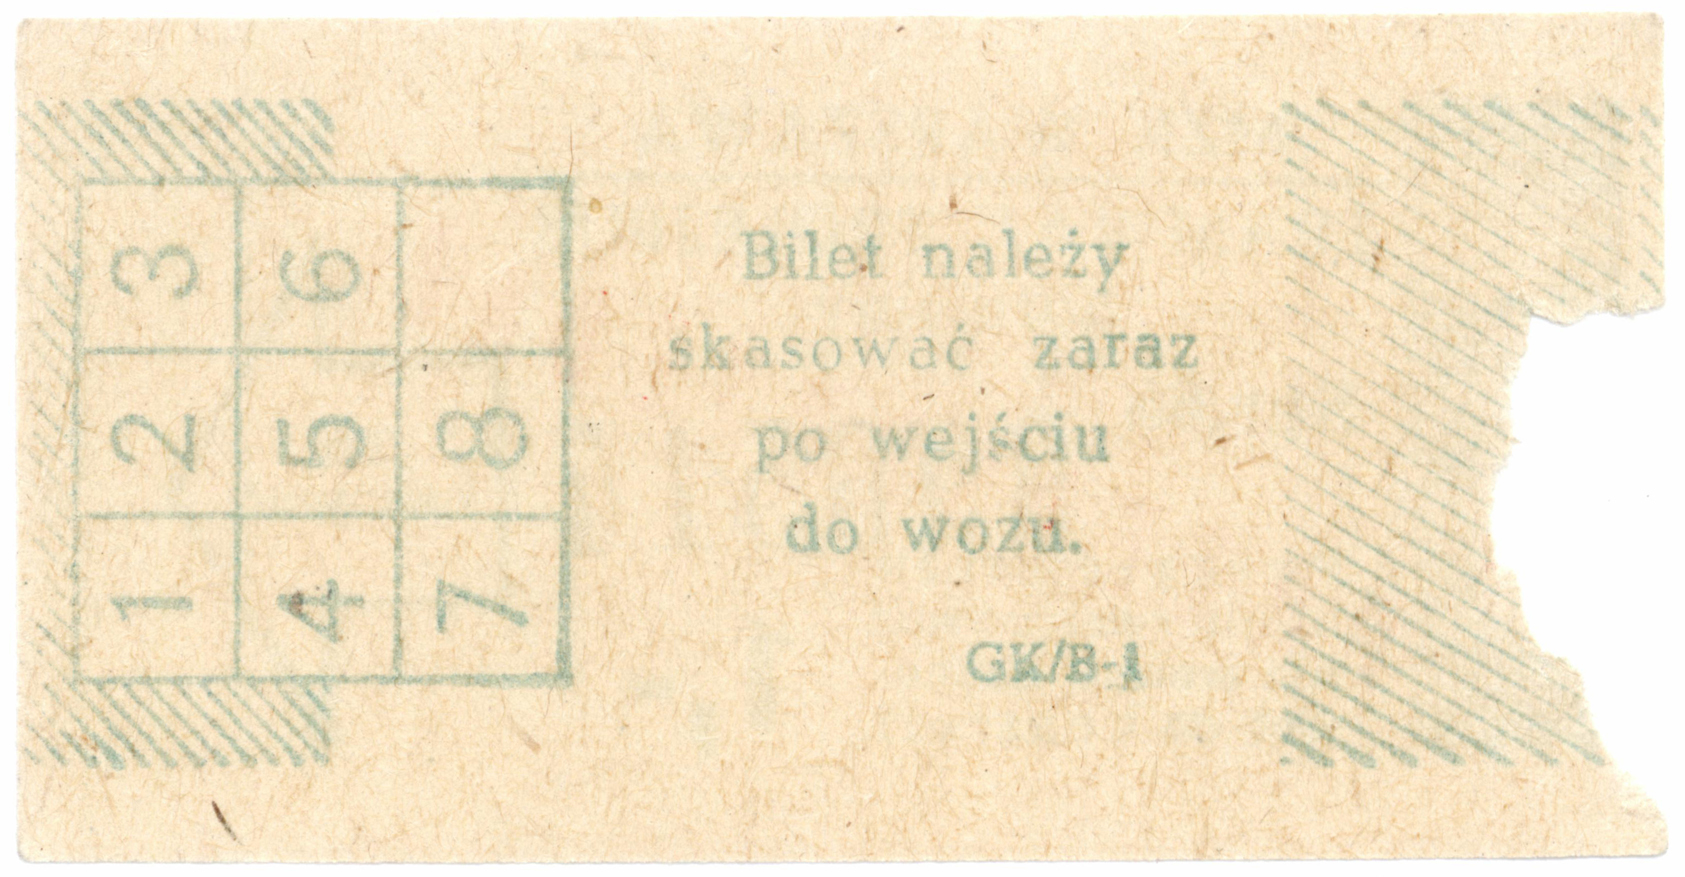 3 6
2 5 8
1 4 7
Bilet należy
skasować zaraz
po wejściu
do wozu.
GK/B-1